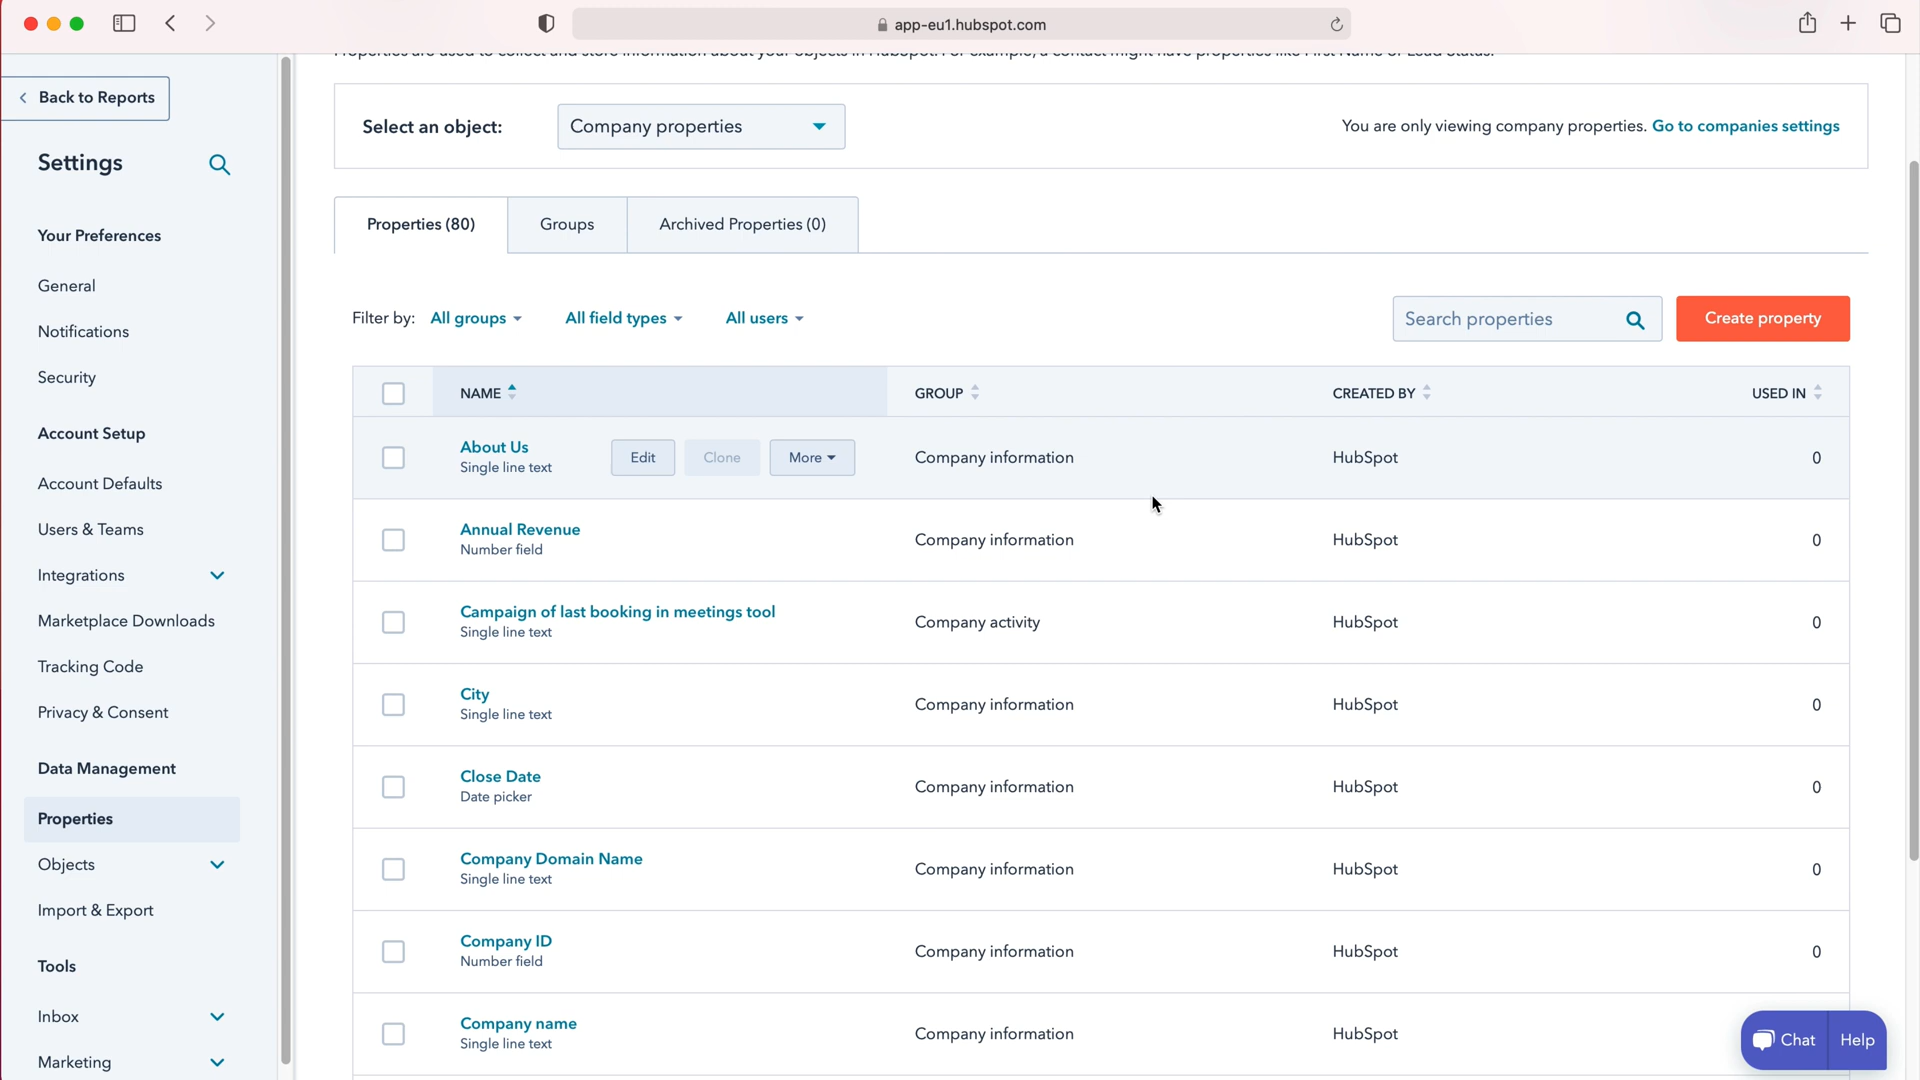 app-eu1.hubspot.com
Properties are used to collect and store information about your objects in HubSpot. For example, a contact might have properties like First Name or Lead Status.
Back to Reports
Settings
Your Preferences
General
Notifications
Security
Account Setup
Account Defaults
Users & Teams
Integrations
Marketplace Downloads
Tracking Code
Privacy & Consent
Data Management
Properties
Objects
Import & Export
Tools
Inbox
Marketing
Select an object: Company properties You are only viewing company properties. Go to companies settings
Properties (80) Groups Archived Properties (0)
Filter by: All groups All field types All users Search properties Create property
NAME GROUP CREATED BY USED IN
About Us
Single line text
Edit Clone More Company information HubSpot 0
Annual Revenue
Number field
Company information HubSpot 0
Campaign of last booking in meetings tool
Single line text
Company activity HubSpot 0
City
Single line text
Company information HubSpot 0
Close Date
Date picker
Company information HubSpot 0
Company Domain Name
Single line text
Company information HubSpot 0
Company ID
Number field
Company information HubSpot 0
Company name
Single line text
Company information HubSpot
Chat Help